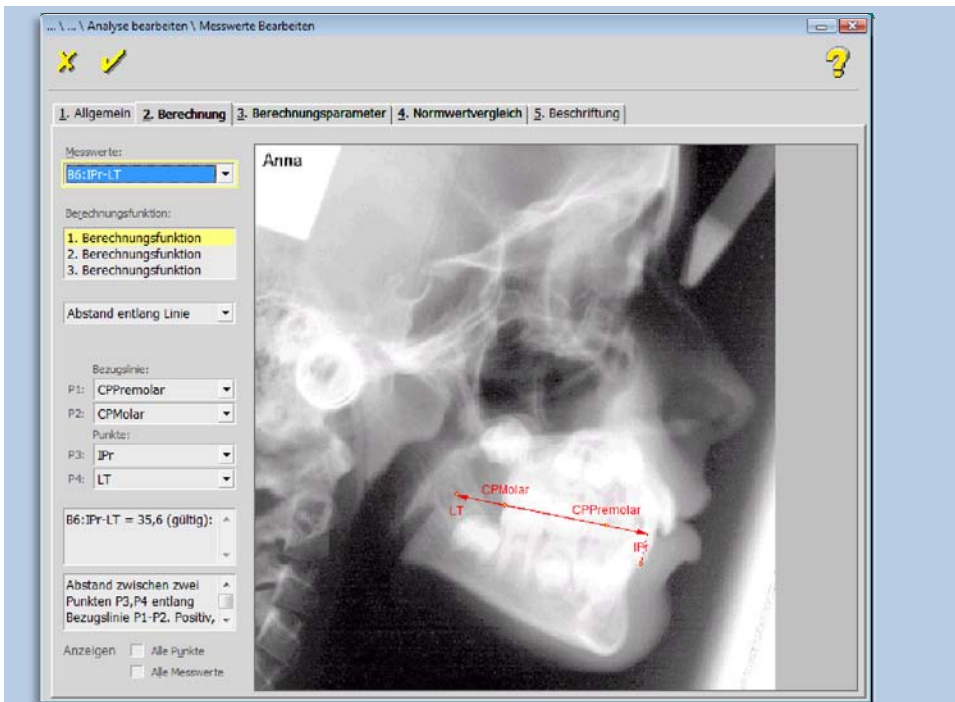 ... \ ... \ Analyse bearbeiten \ Messwerte Bearbeiten
1. Allgemein 2. Berechnung 3. Berechnungsparameter 4. Normwertvergleich 5. Beschriftung
Messwerte:
B6:IPr-LT
Berechnungsfunktion:
1. Berechnungsfunktion
2. Berechnungsfunktion
3. Berechnungsfunktion
Abstand entlang Linie
Bezugslinie:
P1: CPPremolar
P2: CPMolar
Punkte:
P3: IPr
P4: LT
B6:IPr-LT = 35,6 (gültig):
Abstand zwischen zwei
Punkten P3,P4 entlang
Bezugslinie P1-P2. Positiv,
Anzeigen Alle Punkte
Alle Messwerte
Anna
CPMolar
LT
CPPremolar
IPr